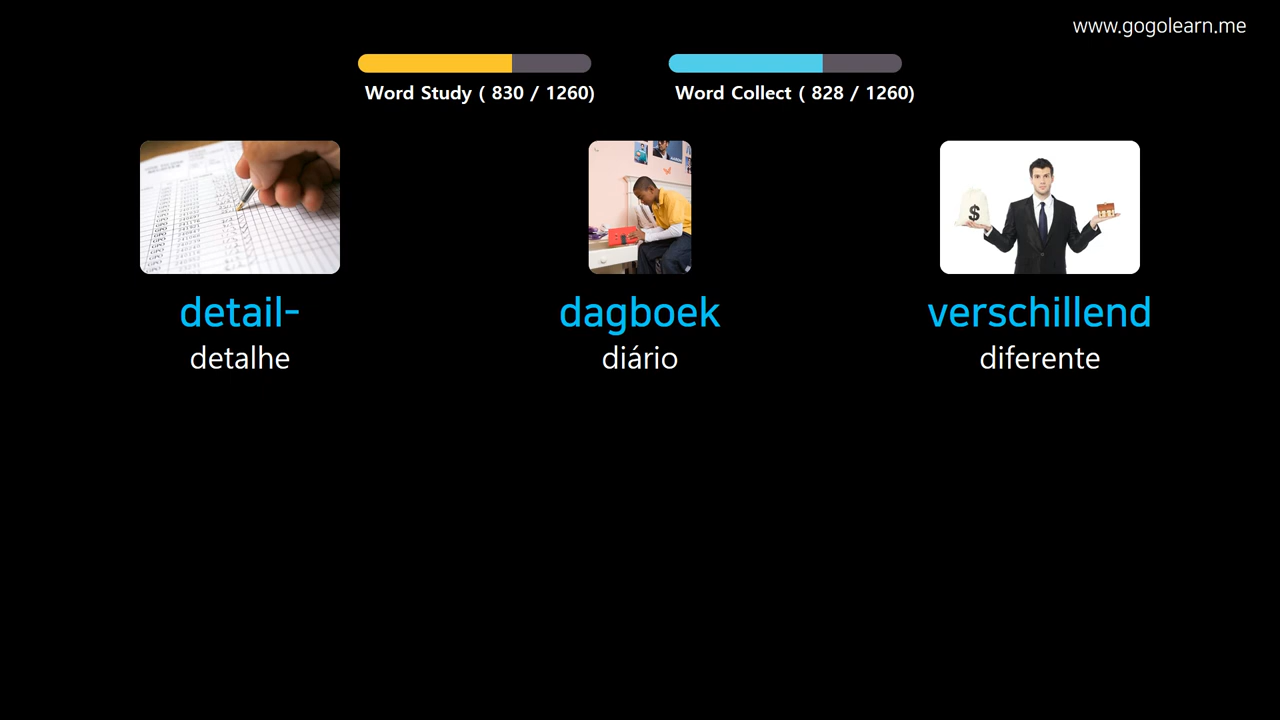 www.gogolearn.me
Word Study ( 830 / 1260)
Word Collect ( 828 / 1260)
detail-
dagboek
verschillend
detalhe
diário
diferente